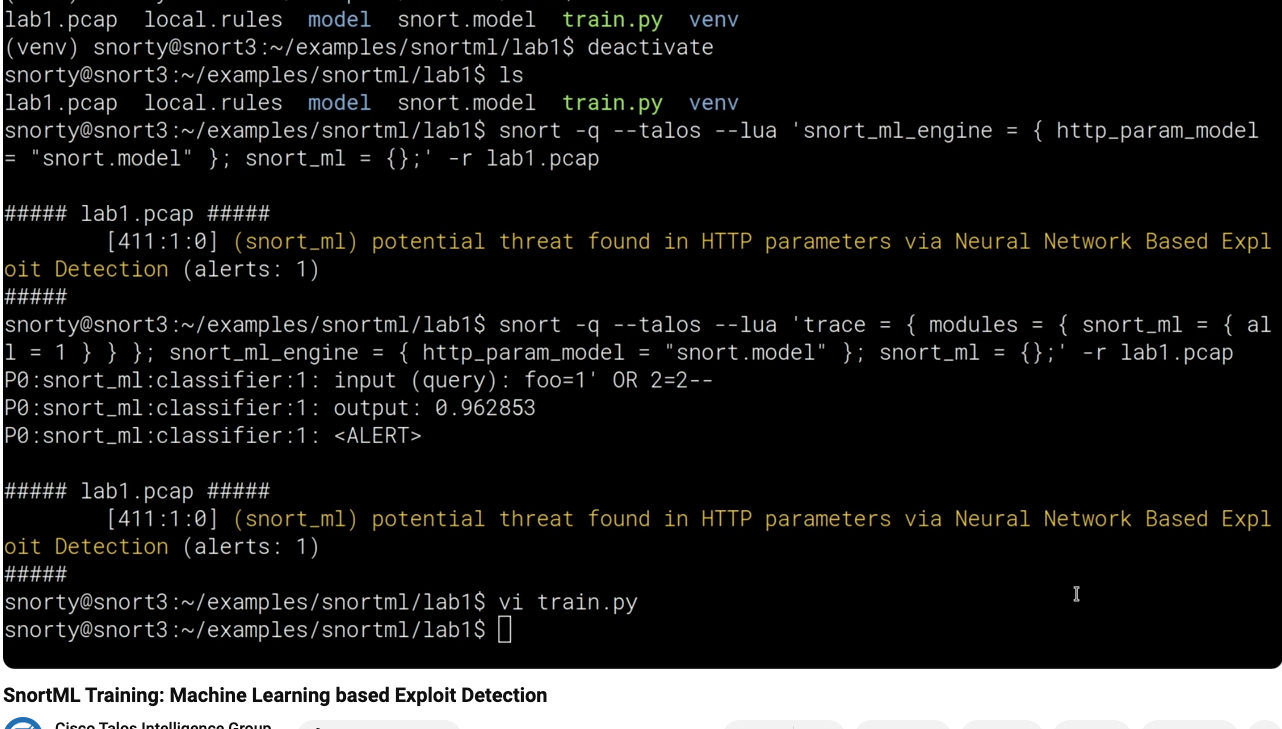 lab1.pcap  local.rules  model  snort.model  train.py  venv
(venv) snorty@snort3:~/examples/snortml/lab1$ deactivate
snorty@snort3:~/examples/snortml/lab1$ ls
lab1.pcap  local.rules  model  snort.model  train.py  venv
snorty@snort3:~/examples/snortml/lab1$ snort -q --talos --lua 'snort_ml_engine = { http_param_model
= "snort.model" }; snort_ml = {};' -r lab1.pcap
##### lab1.pcap #####
[411:1:0] (snort_ml) potential threat found in HTTP parameters via Neural Network Based Expl
oit Detection (alerts: 1)
#####
snorty@snort3:~/examples/snortml/lab1$ snort -q --talos --lua 'trace = { modules = { snort_ml = { al
l = 1 } } }; snort_ml_engine = { http_param_model = "snort.model" }; snort_ml = {};' -r lab1.pcap
P0:snort_ml:classifier:1: input (query): foo=1' OR 2=2--
P0:snort_ml:classifier:1: output: 0.962853
P0:snort_ml:classifier:1: <ALERT>
##### lab1.pcap #####
[411:1:0] (snort_ml) potential threat found in HTTP parameters via Neural Network Based Expl
oit Detection (alerts: 1)
#####
snorty@snort3:~/examples/snortml/lab1$ vi train.py
snorty@snort3:~/examples/snortml/lab1$
SnortML Training: Machine Learning based Exploit Detection
Cisco Talos Intelligence Group